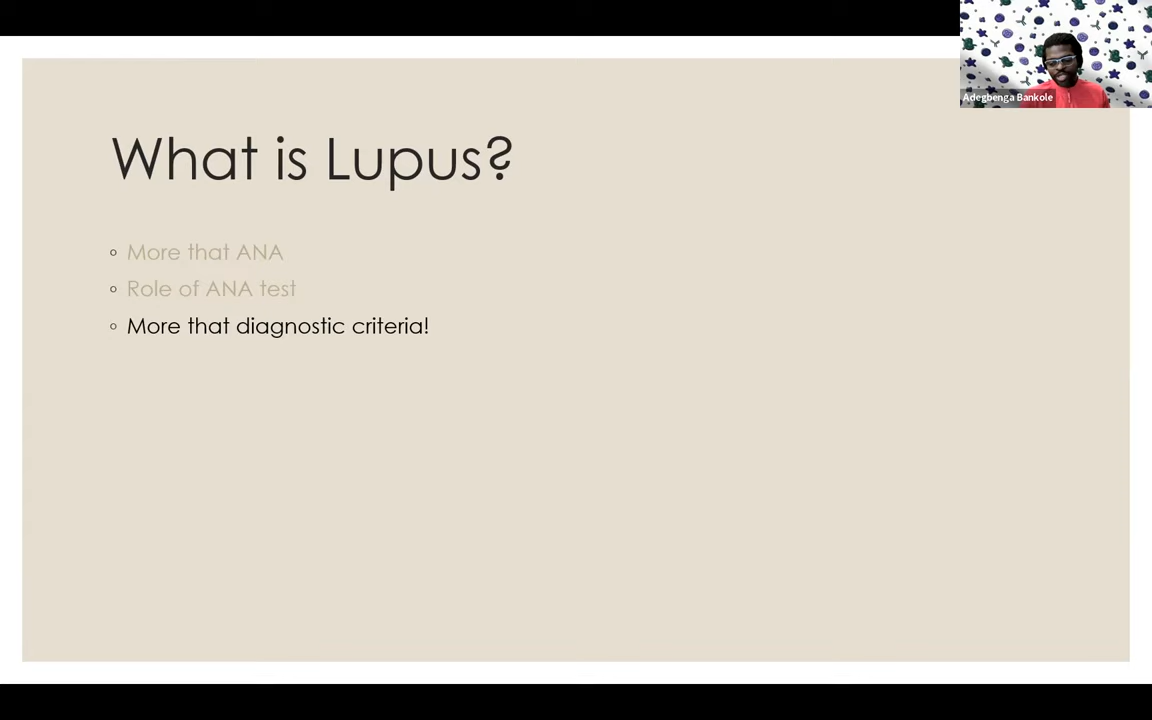 Adegbenga Bankole
What is Lupus?
◦ More that ANA
◦ Role of ANA test
◦ More that diagnostic criteria!